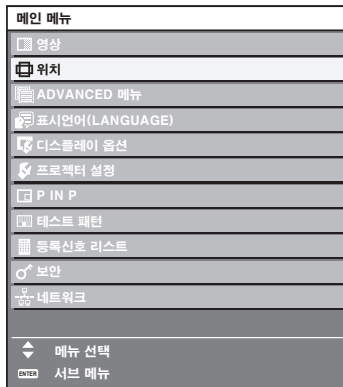 메인 메뉴
영상
위치
ADVANCED 메뉴
표시언어(LANGUAGE)
디스플레이 옵션
프로젝터 설정
P IN P
테스트 패턴
등록신호 리스트
보안
네트워크
메뉴 선택
ENTER 서브 메뉴